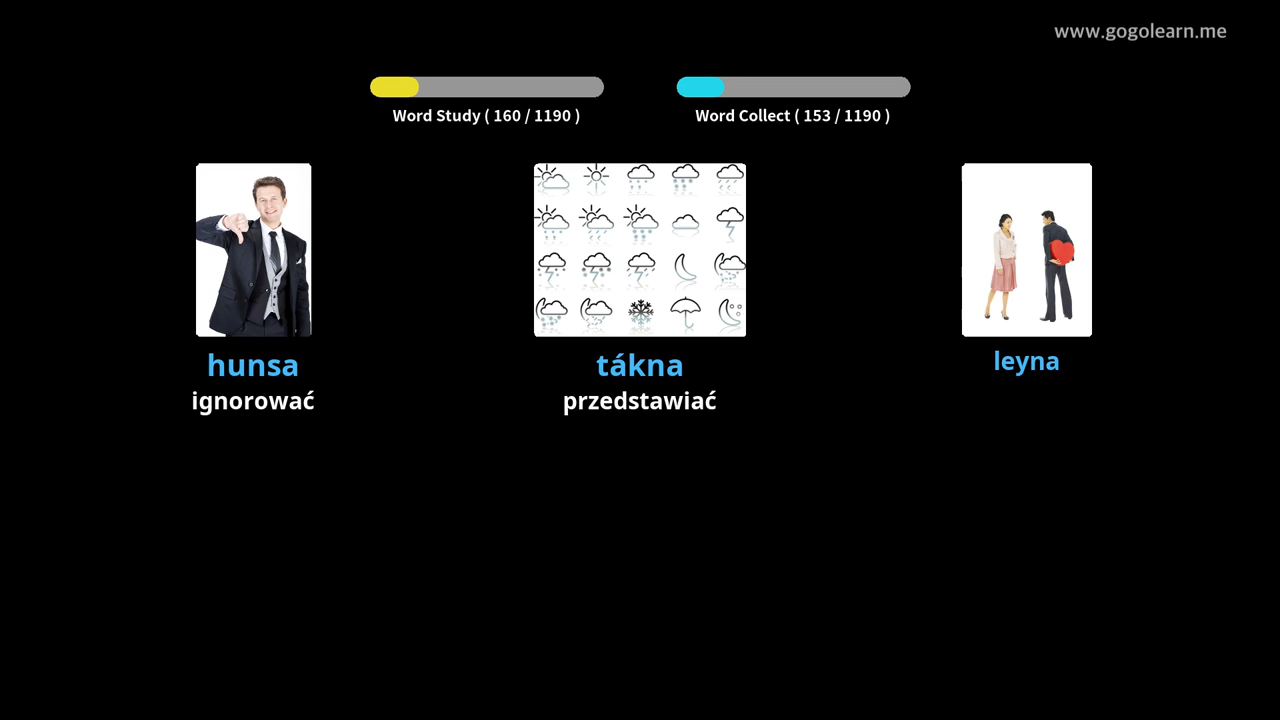 www.gogolearn.me
Word Study ( 160 / 1190 )
Word Collect ( 153 / 1190 )
hunsa
ignorować
tákna
przedstawiać
leyna